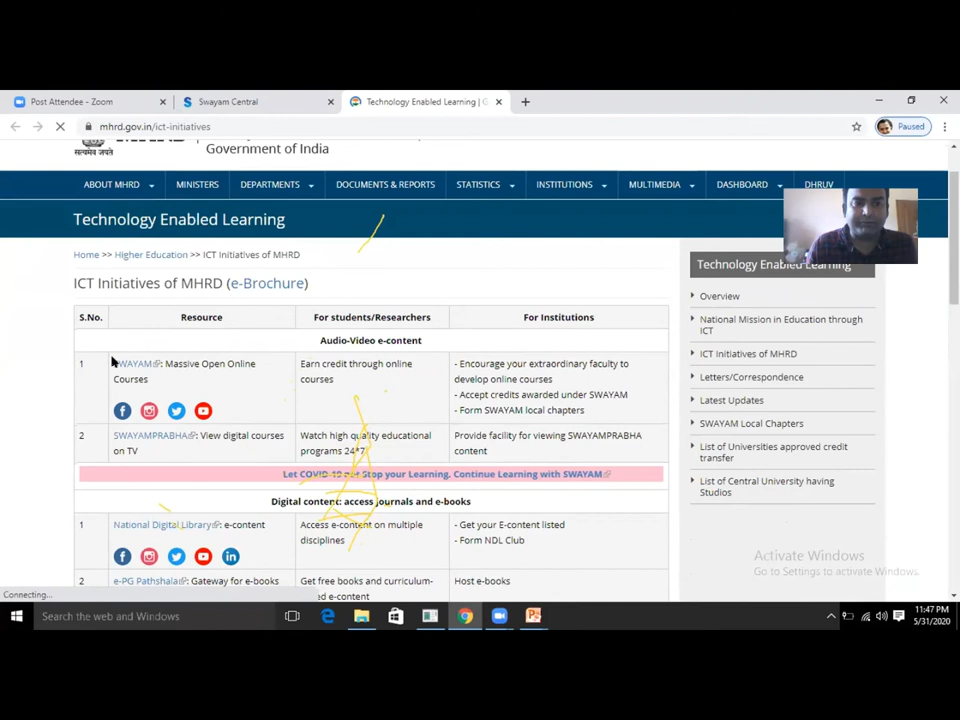 Post Attendee - Zoom
Swayam Central
Technology Enabled Learning | G
mhrd.gov.in/ict-initiatives
Paused
सत्यमेव जयते
Government of India
ABOUT MHRD
MINISTERS
DEPARTMENTS
DOCUMENTS & REPORTS
STATISTICS
INSTITUTIONS
MULTIMEDIA
DASHBOARD
DHRUV
Technology Enabled Learning
Home >> Higher Education >> ICT Initiatives of MHRD
ICT Initiatives of MHRD (e-Brochure)
S.No. Resource For students/Researchers For Institutions
Audio-Video e-content
1
SWAYAM: Massive Open Online
Courses
Earn credit through online
courses
- Encourage your extraordinary faculty to
develop online courses
- Accept credits awarded under SWAYAM
- Form SWAYAM local chapters
2
SWAYAMPRABHA: View digital courses
on TV
Watch high quality educational
programs 24*7
Provide facility for viewing SWAYAMPRABHA
content
Let COVID-19 not Stop your Learning, Continue Learning with SWAYAM
Digital content: access journals and e-books
1
National Digital Library: e-content
Access e-content on multiple
disciplines
- Get your E-content listed
- Form NDL Club
2
e-PG Pathshala: Gateway for e-books
Get free books and curriculum-
e-content
Host e-books
Technology Enabled Learning
Overview
National Mission in Education through
ICT
ICT Initiatives of MHRD
Letters/Correspondence
Latest Updates
SWAYAM Local Chapters
List of Universities approved credit
transfer
List of Central University having
Studios
Activate Windows
Go to Settings to activate Windows.
Connecting...
Search the web and Windows
11:47 PM
5/31/2020